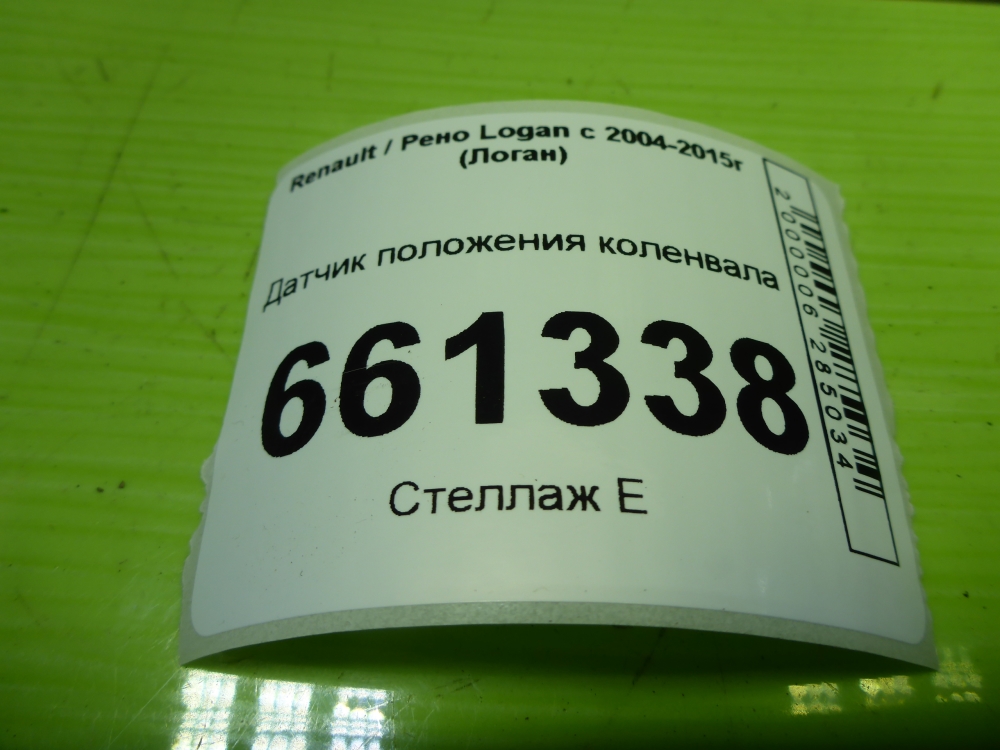 Renault / Рено Logan с 2004-2015г
(Логан)
Датчик положения коленвала
661338
Стеллаж Е
2000006285034